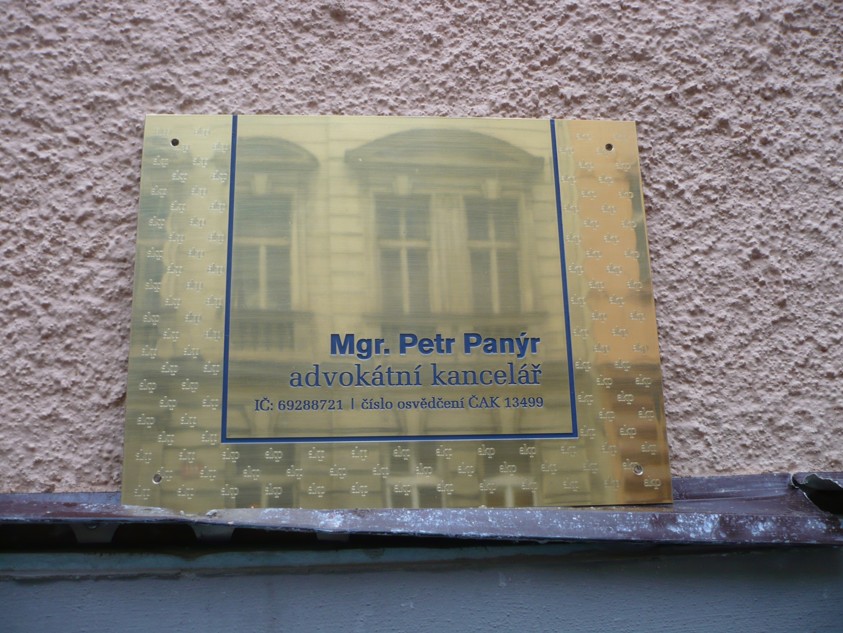 Mgr. Petr Panýr
advokátní kancelář
IČ: 69288721 | číslo osvědčení ČAK 13499